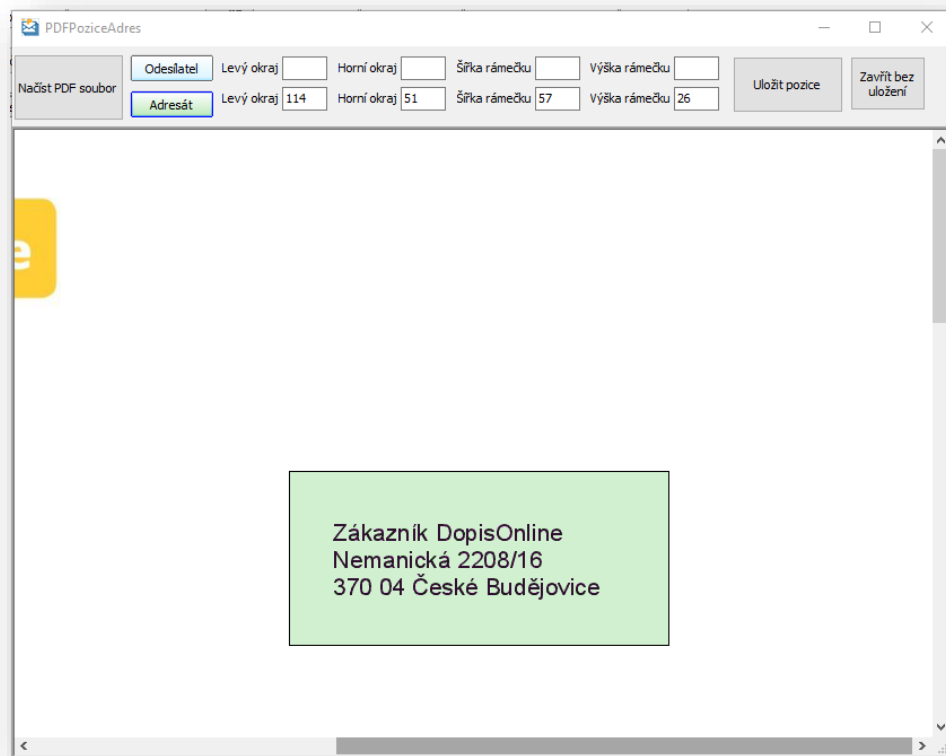 PDFPoziceAdres
Načíst PDF soubor
Odesílatel Levý okraj Horní okraj Šířka rámečku Výška rámečku
Adresát Levý okraj 114 Horní okraj 51 Šířka rámečku 57 Výška rámečku 26
Uložit pozice
Zavřít bez
uložení
e
Zákazník DopisOnline
Nemanická 2208/16
370 04 České Budějovice